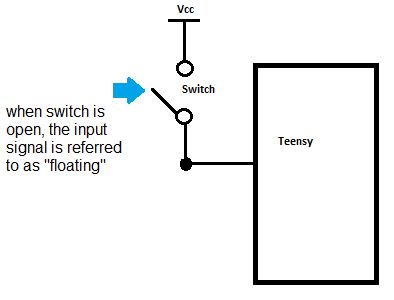 Vcc
Switch
when switch is
open, the input
signal is referred
to as "floating"
Teensy